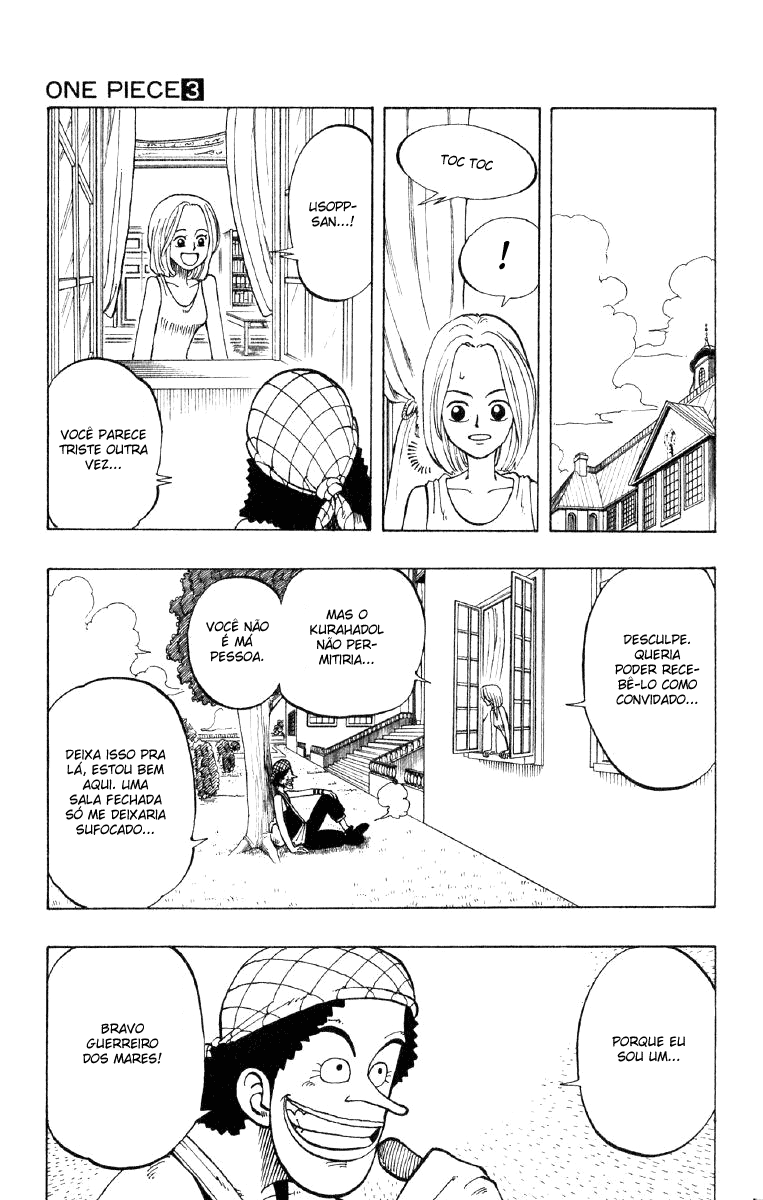 ONE PIECE 3
TOC TOC
!
USOPP-
SAN...!
VOCÊ PARECE
TRISTE OUTRA
VEZ...
DESCULPE.
QUERIA
PODER RECE-
BÊ-LO COMO
CONVIDADO...
MAS O
KURAHADOL
NÃO PER-
MITIRIA...
VOCÊ NÃO
É MÁ
PESSOA.
DEIXA ISSO PRA
LÁ, ESTOU BEM
AQUI. UMA
SALA FECHADA
SÓ ME DEIXARIA
SUFOCADO...
PORQUE EU
SOU UM...
BRAVO
GUERREIRO
DOS MARES!